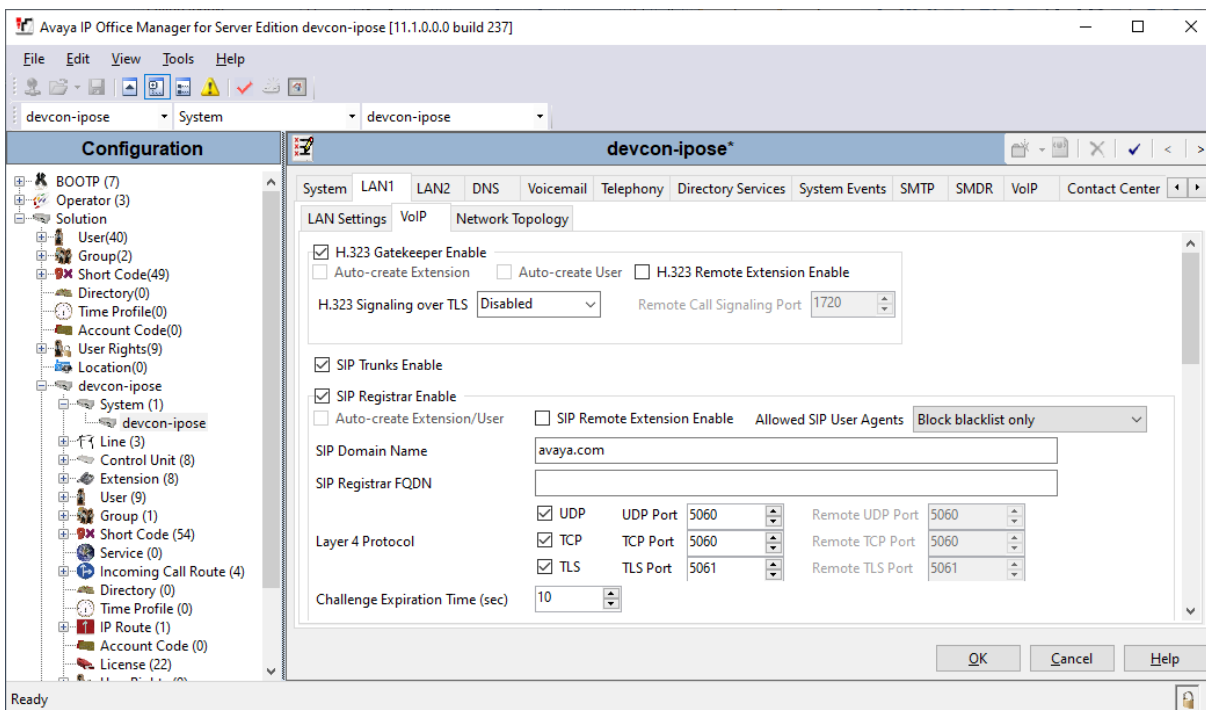 Avaya IP Office Manager for Server Edition devcon-ipose [11.1.0.0.0 build 237]
File Edit View Tools Help
devcon-ipose System devcon-ipose
Configuration
BOOTP (7)
Operator (3)
Solution
User(40)
Group(2)
Short Code(49)
Directory(0)
Time Profile(0)
Account Code(0)
User Rights(9)
Location(0)
devcon-ipose
System (1)
devcon-ipose
Line (3)
Control Unit (8)
Extension (8)
User (9)
Group (1)
Short Code (54)
Service (0)
Incoming Call Route (4)
Directory (0)
Time Profile (0)
IP Route (1)
Account Code (0)
License (22)
devcon-ipose*
System LAN1 LAN2 DNS Voicemail Telephony Directory Services System Events SMTP SMDR VoIP Contact Center
LAN Settings VoIP Network Topology
H.323 Gatekeeper Enable
Auto-create Extension Auto-create User H.323 Remote Extension Enable
H.323 Signaling over TLS Disabled Remote Call Signaling Port 1720
SIP Trunks Enable
SIP Registrar Enable
Auto-create Extension/User SIP Remote Extension Enable Allowed SIP User Agents Block blacklist only
SIP Domain Name avaya.com
SIP Registrar FQDN
UDP UDP Port 5060 Remote UDP Port 5060
Layer 4 Protocol TCP TCP Port 5060 Remote TCP Port 5060
TLS TLS Port 5061 Remote TLS Port 5061
Challenge Expiration Time (sec) 10
OK Cancel Help
Ready